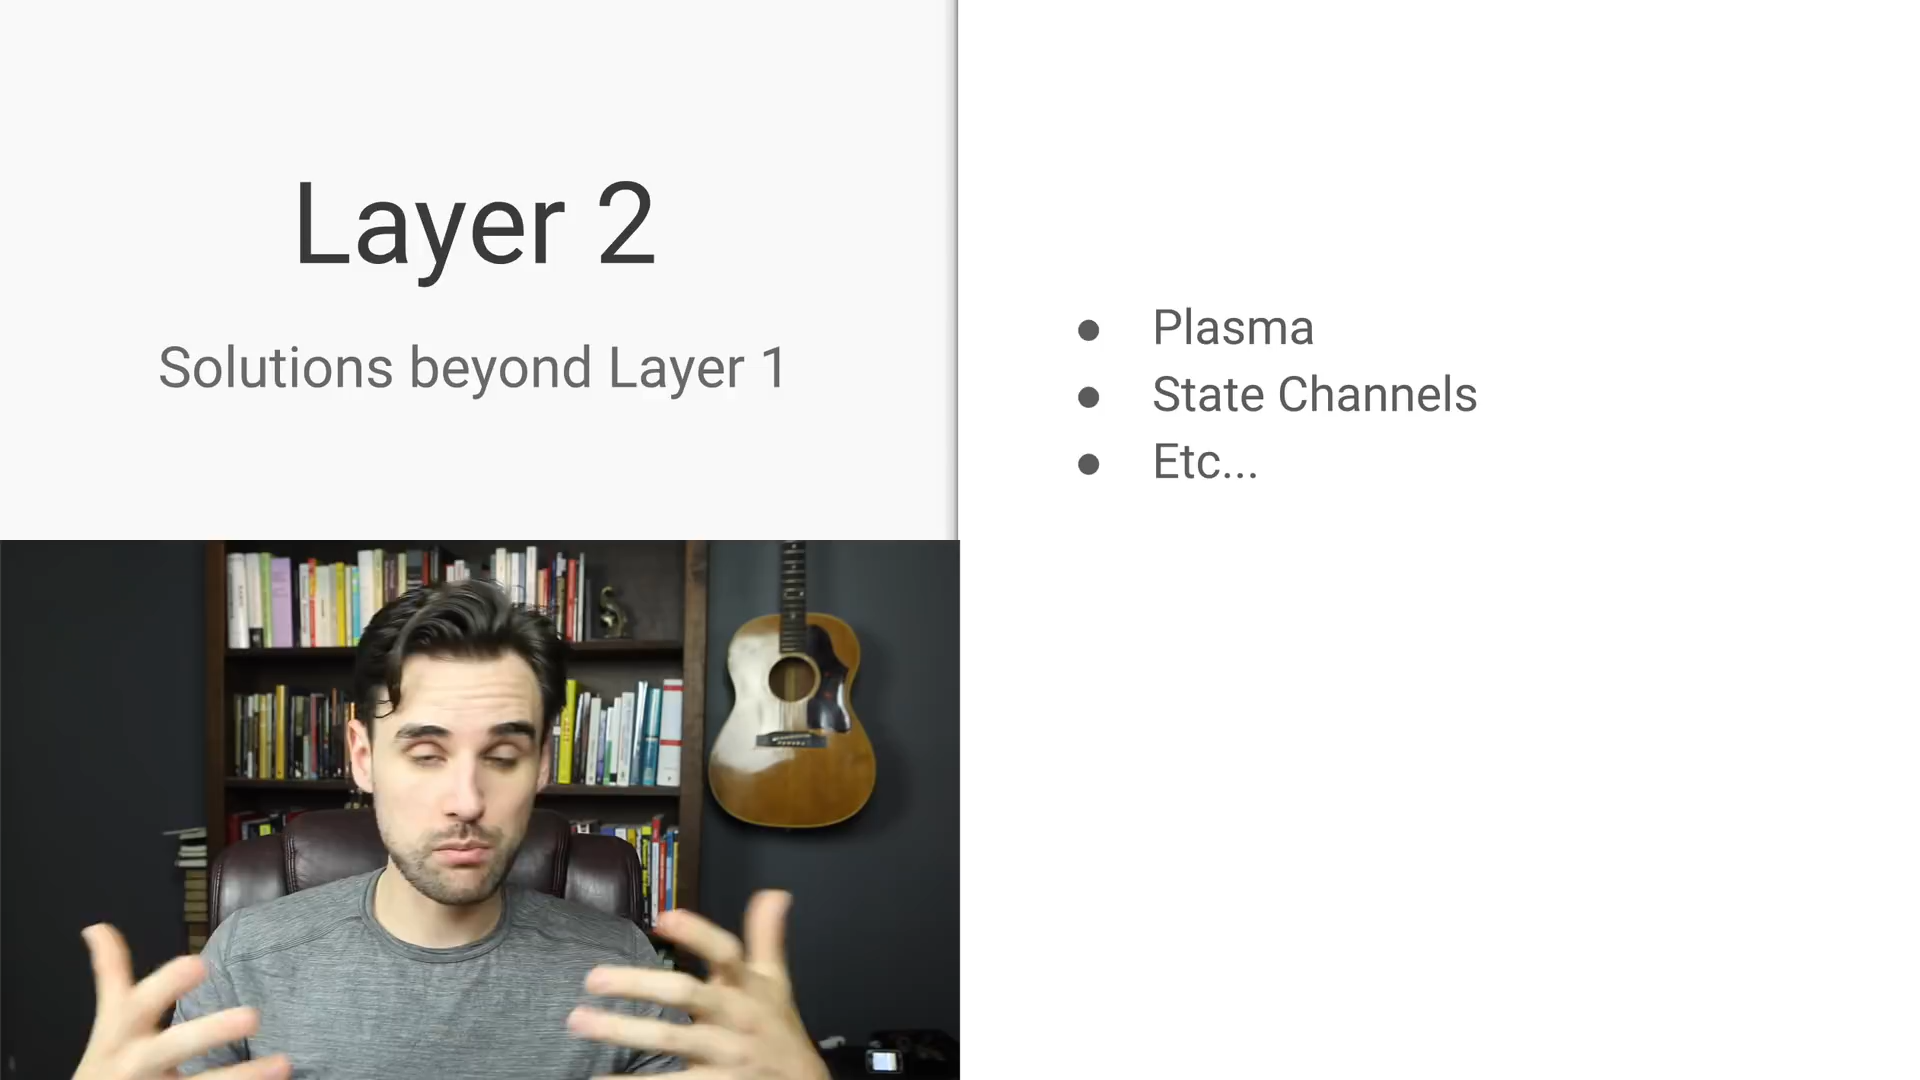 Layer 2
Solutions beyond Layer 1
Plasma
State Channels
Etc...